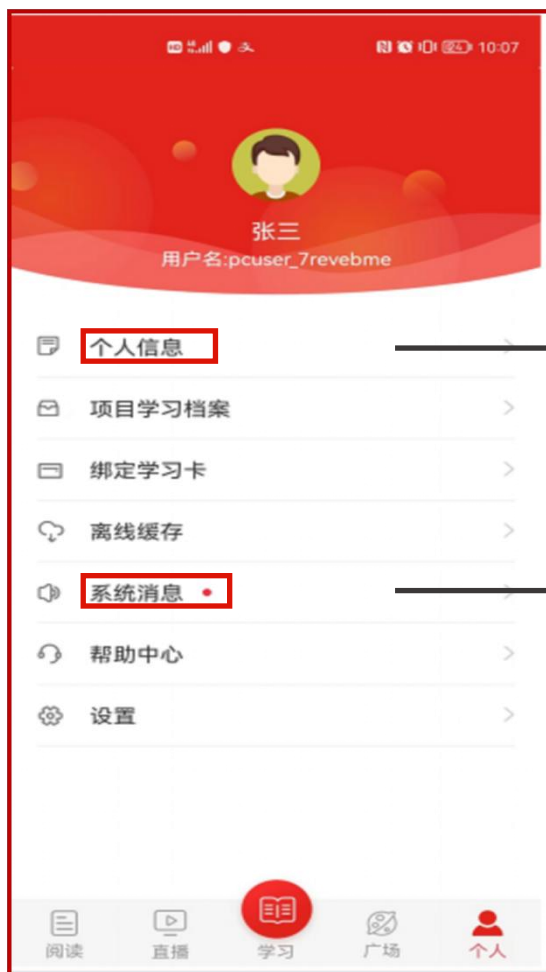 10:07
张三
用户名:pcuser_7revebme
个人信息
项目学习档案
绑定学习卡
离线缓存
系统消息
帮助中心
设置
阅读 直播 学习 广场 个人